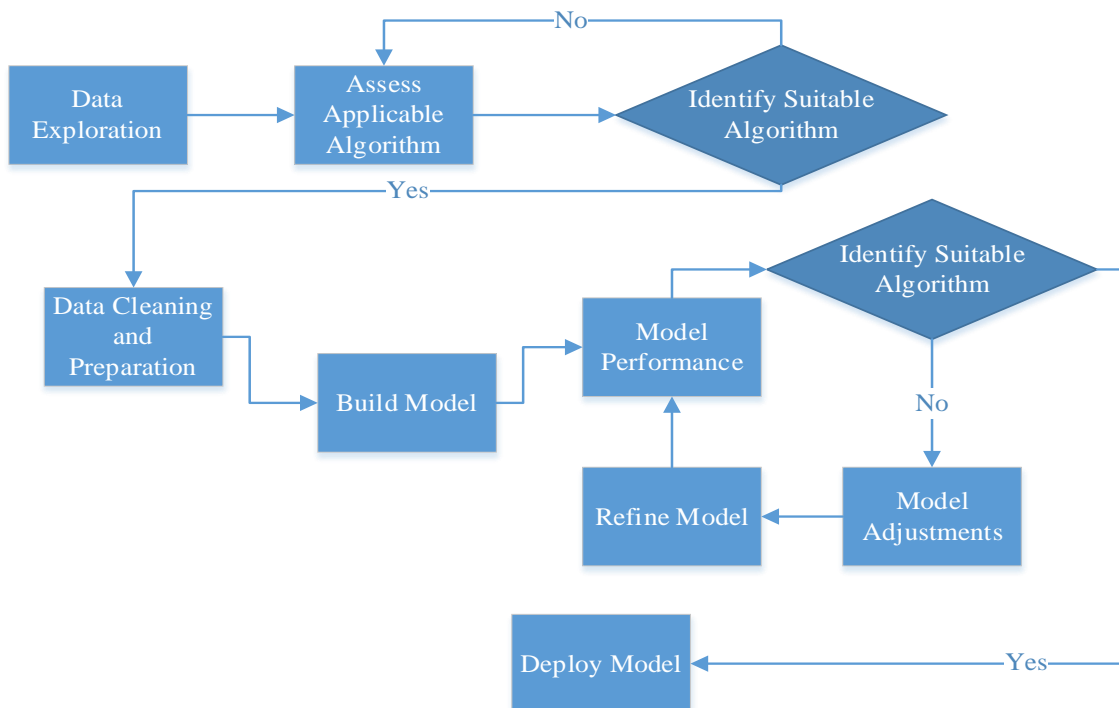 No
Data
Exploration
Assess
Applicable
Algorithm
Identify Suitable
Algorithm
Yes
Data Cleaning
and
Preparation
Build Model
Model
Performance
Identify Suitable
Algorithm
No
Model
Adjustments
Refine Model
Deploy Model
Yes